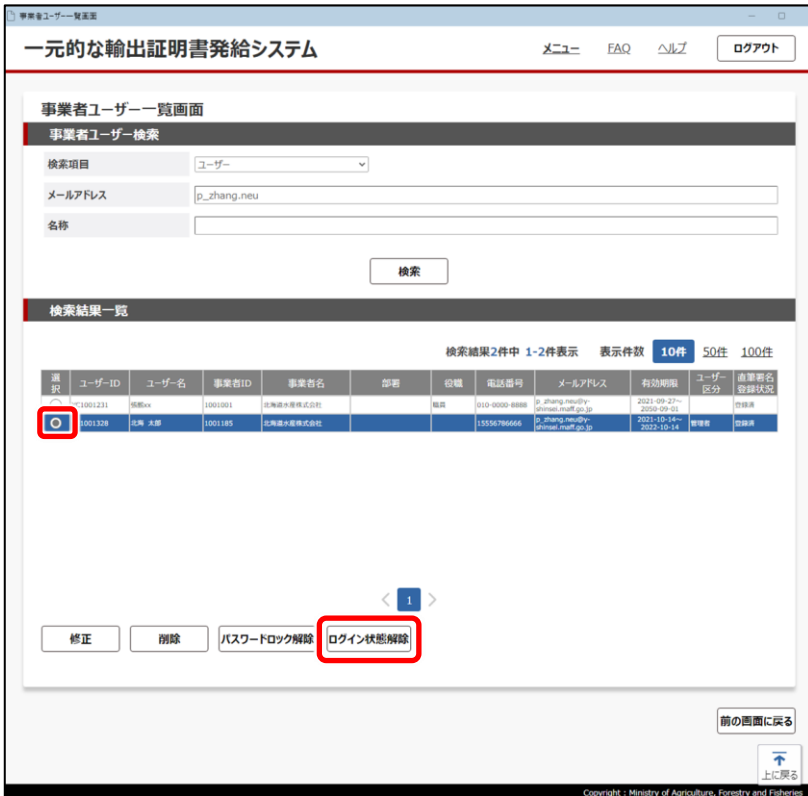 事業者ユーザー一覧画面
一元的な輸出証明書発給システム
メニュー FAQ ヘルプ ログアウト
事業者ユーザー一覧画面
事業者ユーザー検索
検索項目 ユーザー
メールアドレス p_zhang.neu
名称
検索
検索結果一覧
検索結果2件中 1-2件表示 表示件数 10件 50件 100件
選択 ユーザーID ユーザー名 事業者ID 事業者名 部署 役職 電話番号 メールアドレス 有効期限 ユーザー区分 直筆署名登録状況
1001231 1001001 北海道水産株式会社 職員 010-0000-8888 p_zhang.neu@y-shinsei.maff.go.jp 2021-09-27～2050-09-01 登録済
1001328 北海 太郎 1001185 北海道水産株式会社 15556786666 p_zhang.neu@y-shinsei.maff.go.jp 2021-10-14～2022-10-14 管理者 登録済
< 1 >
修正 削除 パスワードロック解除 ログイン状態解除
前の画面に戻る
上に戻る
Copyright : Ministry of Agriculture, Forestry and Fisheries